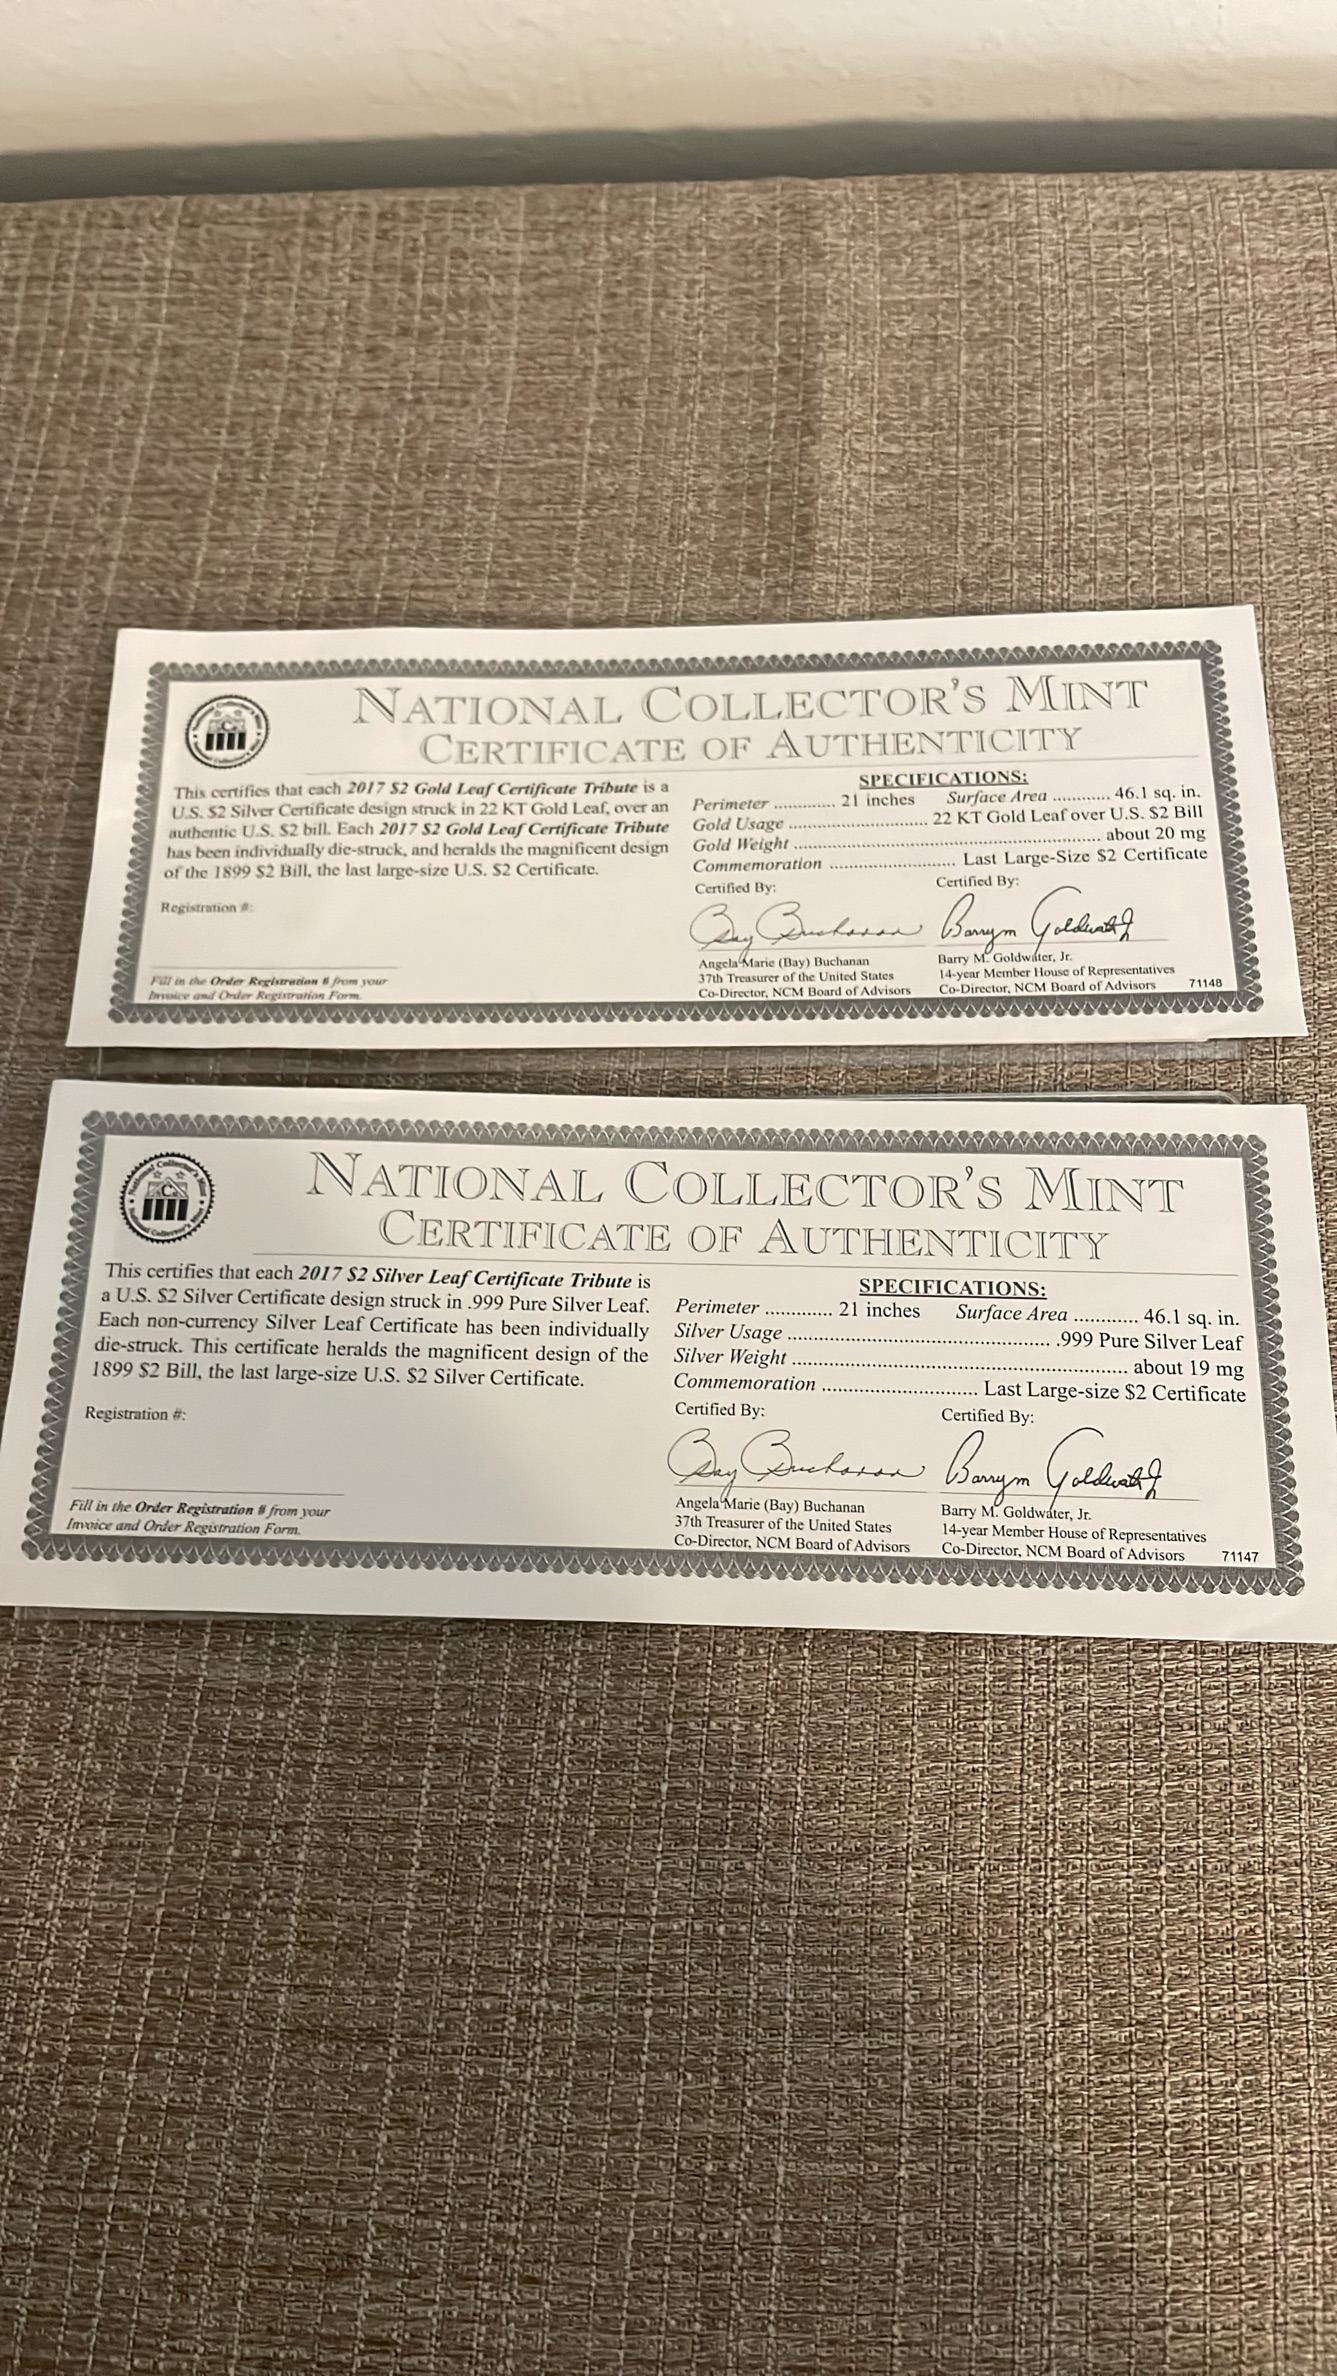 NATIONAL COLLECTOR'S MINT
CERTIFICATE OF AUTHENTICITY
This certifies that each 2017 $2 Gold Leaf Certificate Tribute is a
U.S. $2 Silver Certificate design struck in 22 KT Gold Leaf, over an
authentic U.S. $2 bill. Each 2017 $2 Gold Leaf Certificate Tribute
has been individually die-struck, and heralds the magnificent design
of the 1899 $2 Bill, the last large-size U.S. $2 Certificate.
Registration #:
Fill in the Order Registration # from your
Invoice and Order Registration Form.
SPECIFICATIONS:
Perimeter ............ 21 inches Surface Area ............ 46.1 sq. in.
Gold Usage ............................ 22 KT Gold Leaf over U.S. $2 Bill
Gold Weight ............................................................. about 20 mg
Commemoration ......................... Last Large-Size $2 Certificate
Certified By: Certified By:
Bay Buchanan Barry M Goldwater Jr
Angela Marie (Bay) Buchanan Barry M. Goldwater, Jr.
37th Treasurer of the United States 14-year Member House of Representatives
Co-Director, NCM Board of Advisors Co-Director, NCM Board of Advisors 71148
National Collector's Mint
NATIONAL COLLECTOR'S MINT
CERTIFICATE OF AUTHENTICITY
This certifies that each 2017 $2 Silver Leaf Certificate Tribute is
a U.S. $2 Silver Certificate design struck in .999 Pure Silver Leaf.
Each non-currency Silver Leaf Certificate has been individually
die-struck. This certificate heralds the magnificent design of the
1899 $2 Bill, the last large-size U.S. $2 Silver Certificate.
Registration #:
Fill in the Order Registration # from your
Invoice and Order Registration Form.
SPECIFICATIONS:
Perimeter ............ 21 inches Surface Area ............ 46.1 sq. in.
Silver Usage ................................................ .999 Pure Silver Leaf
Silver Weight ............................................................. about 19 mg
Commemoration ............................ Last Large-size $2 Certificate
Certified By: Certified By:
Bay Buchanan Barry M Goldwater Jr
Angela Marie (Bay) Buchanan Barry M. Goldwater, Jr.
37th Treasurer of the United States 14-year Member House of Representatives
Co-Director, NCM Board of Advisors Co-Director, NCM Board of Advisors 71147